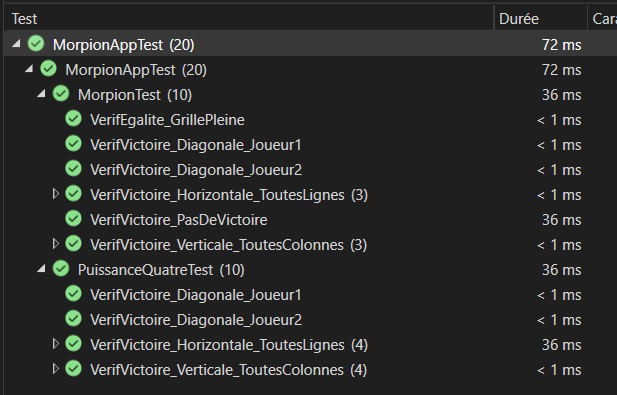 Test Durée Cara
MorpionAppTest (20) 72 ms
MorpionAppTest (20) 72 ms
MorpionTest (10) 36 ms
VerifEgalite_GrillePleine < 1 ms
VerifVictoire_Diagonale_Joueur1 < 1 ms
VerifVictoire_Diagonale_Joueur2 < 1 ms
VerifVictoire_Horizontale_ToutesLignes (3) < 1 ms
VerifVictoire_PasDeVictoire 36 ms
VerifVictoire_Verticale_ToutesColonnes (3) < 1 ms
PuissanceQuatreTest (10) 36 ms
VerifVictoire_Diagonale_Joueur1 < 1 ms
VerifVictoire_Diagonale_Joueur2 < 1 ms
VerifVictoire_Horizontale_ToutesLignes (4) 36 ms
VerifVictoire_Verticale_ToutesColonnes (4) < 1 ms